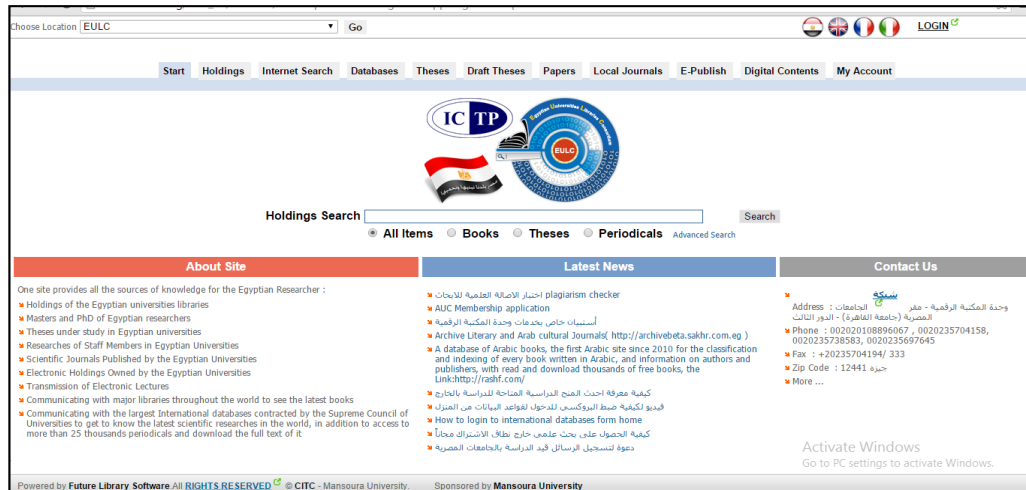 Choose Location EULC Go LOGIN
Start Holdings Internet Search Databases Theses Draft Theses Papers Local Journals E-Publish Digital Contents My Account
IC TP
Egyptian Universities Libraries Consortium
EULC
Holdings Search Search
All Items Books Theses Periodicals Advanced Search
About Site
One site provides all the sources of knowledge for the Egyptian Researcher :
Holdings of the Egyptian universities libraries
Masters and PhD of Egyptian researchers
Theses under study in Egyptian universities
Researches of Staff Members in Egyptian Universities
Scientific Journals Published by the Egyptian Universities
Electronic Holdings Owned by the Egyptian Universities
Transmission of Electronic Lectures
Communicating with major libraries throughout the world to see the latest books
Communicating with the largest International databases contracted by the Supreme Council of
Universities to get to know the latest scientific researches in the world, in addition to access to
more than 25 thousands periodicals and download the full text of it
Latest News
اختبار الاصالة العلمية للابحاث plagiarism checker
AUC Membership application
أستبيان خاص بخدمات وحدة المكتبة الرقمية
Archive Literary and Arab cultural Journals( http://archivebeta.sakhr.com.eg )
A database of Arabic books, the first Arabic site since 2010 for the classification
and indexing of every book written in Arabic, and information on authors and
publishers, with read and download thousands of free books, the
Link:http://rashf.com/
كيفية معرفة احدث المنح الدراسية المتاحة للدراسة بالخارج
فيديو لكيفية ضبط البروكسي للدخول لقواعد البيانات من المنزل
How to login to international databases form home
كيفية الحصول على بحث علمي خارج نطاق الاشتراك مجاناً
دعوة لتسجيل الرسائل قيد الدراسة بالجامعات المصرية
Contact Us
شبكة
Address : وحدة المكتبة الرقمية - مقر الجامعات
المصرية (جامعة القاهرة) - الدور الثالث
Phone : 002020108896067 , 0020235704158,
0020235738583, 0020235697645
Fax : +20235704194/ 333
Zip Code : 12441 جيزه
More ...
Activate Windows
Go to PC settings to activate Windows.
Powered by Future Library Software.All RIGHTS RESERVED © CITC - Mansoura University. Sponsored by Mansoura University